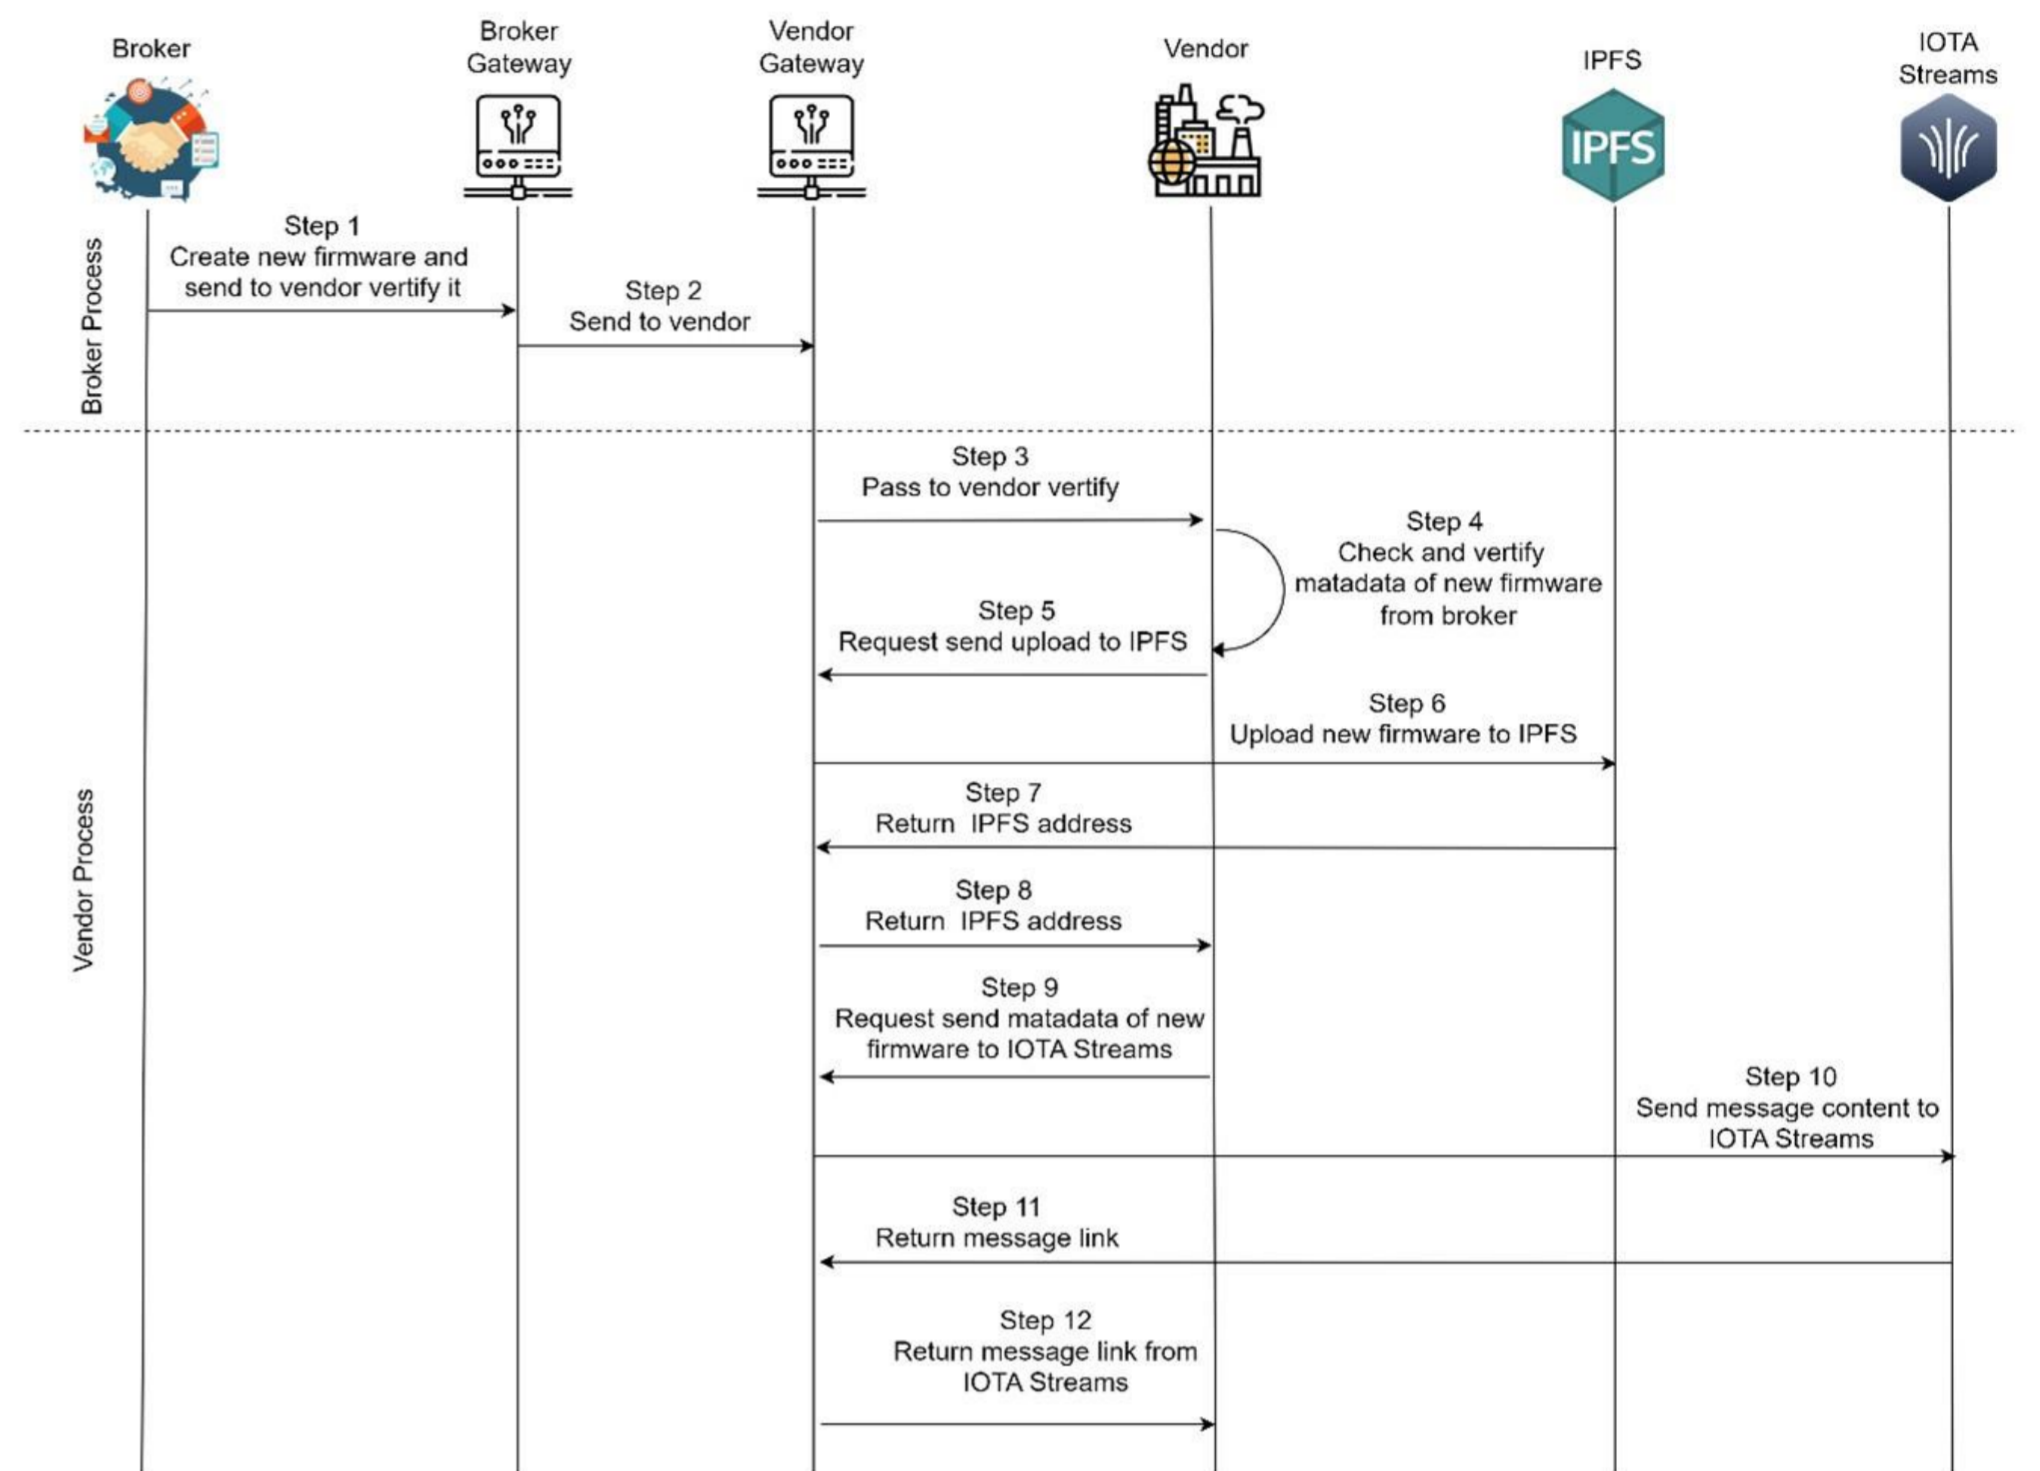 Broker
Broker
Gateway
Vendor
Gateway
Vendor
IPFS
IOTA
Streams
IPFS
Broker Process
Step 1
Create new firmware and
send to vendor vertify it
Step 2
Send to vendor
Vendor Process
Step 3
Pass to vendor vertify
Step 4
Check and vertify
matadata of new firmware
from broker
Step 5
Request send upload to IPFS
Step 6
Upload new firmware to IPFS
Step 7
Return IPFS address
Step 8
Return IPFS address
Step 9
Request send matadata of new
firmware to IOTA Streams
Step 10
Send message content to
IOTA Streams
Step 11
Return message link
Step 12
Return message link from
IOTA Streams